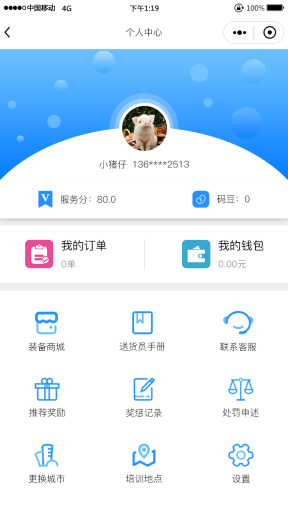 中国移动 4G 下午1:19 100%
个人中心
小猪仔 136****2513
V 服务分：80.0 码豆：0
我的订单 我的钱包
0单 0.00元
装备商城 送货员手册 联系客服
推荐奖励 奖惩记录 处罚申述
更换城市 培训地点 设置